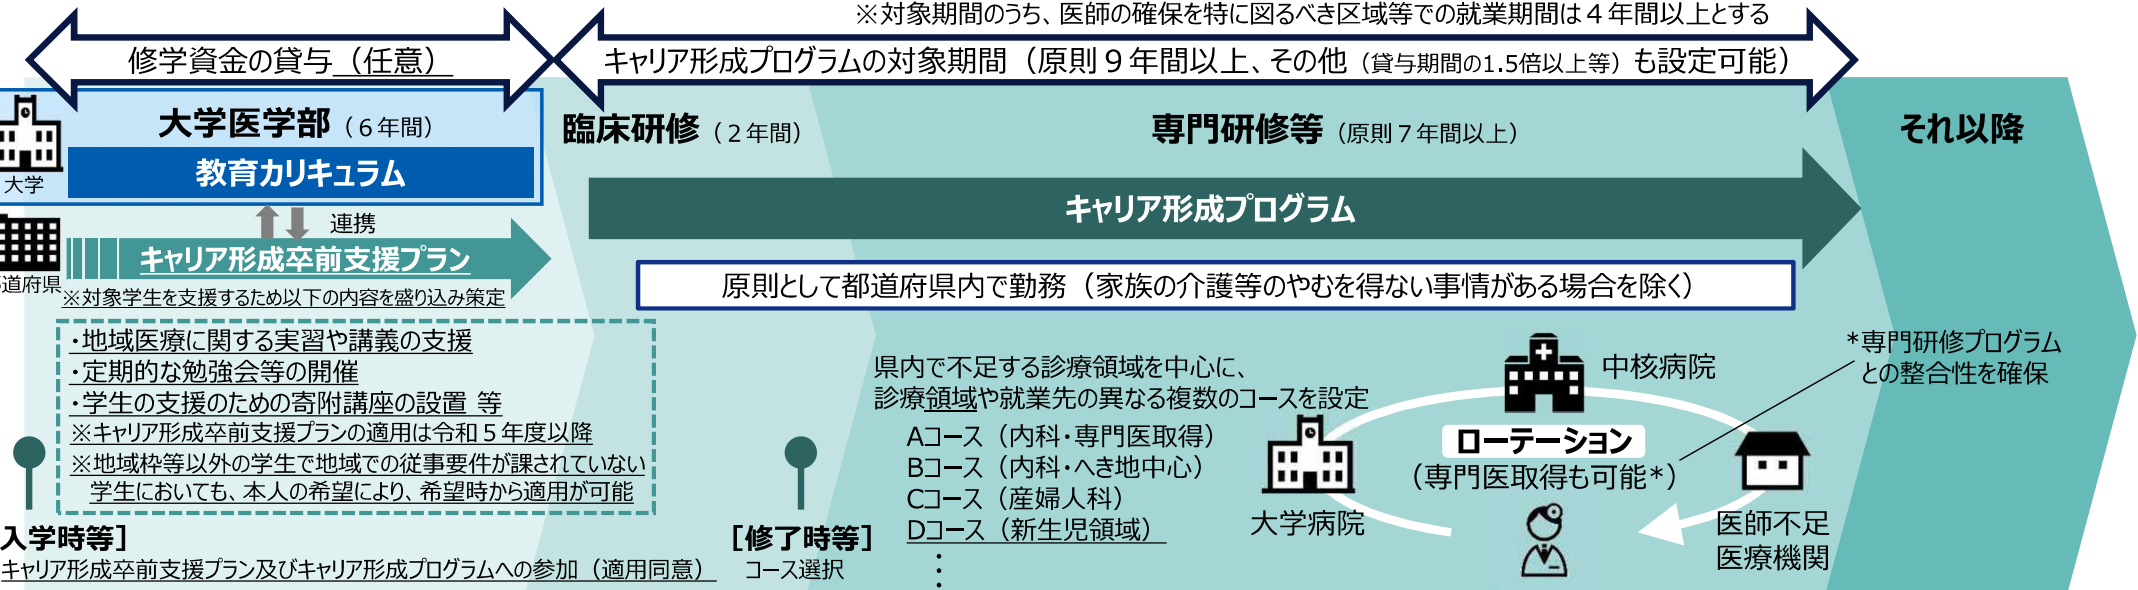 ※対象期間のうち、医師の確保を特に図るべき区域等での就業期間は４年間以上とする
修学資金の貸与（任意）
キャリア形成プログラムの対象期間（原則９年間以上、その他（貸与期間の1.5倍以上等）も設定可能）
大学医学部（６年間）
臨床研修（２年間）
専門研修等（原則７年間以上）
それ以降
教育カリキュラム
大学
キャリア形成プログラム
連携
キャリア形成卒前支援プラン
道府県
※対象学生を支援するため以下の内容を盛り込み策定
原則として都道府県内で勤務（家族の介護等のやむを得ない事情がある場合を除く）
・地域医療に関する実習や講義の支援
・定期的な勉強会等の開催
・学生の支援のための寄附講座の設置 等
※キャリア形成卒前支援プランの適用は令和５年度以降
※地域枠等以外の学生で地域での従事要件が課されていない
学生においても、本人の希望により、希望時から適用が可能
入学時等]
キャリア形成卒前支援プラン及びキャリア形成プログラムへの参加（適用同意）
[修了時等]
コース選択
県内で不足する診療領域を中心に、
診療領域や就業先の異なる複数のコースを設定
Aコース（内科・専門医取得）
Bコース（内科・へき地中心）
Cコース（産婦人科）
Dコース（新生児領域）
・
・
・
中核病院
ローテーション
（専門医取得も可能*）
大学病院
医師不足
医療機関
*専門研修プログラム
との整合性を確保